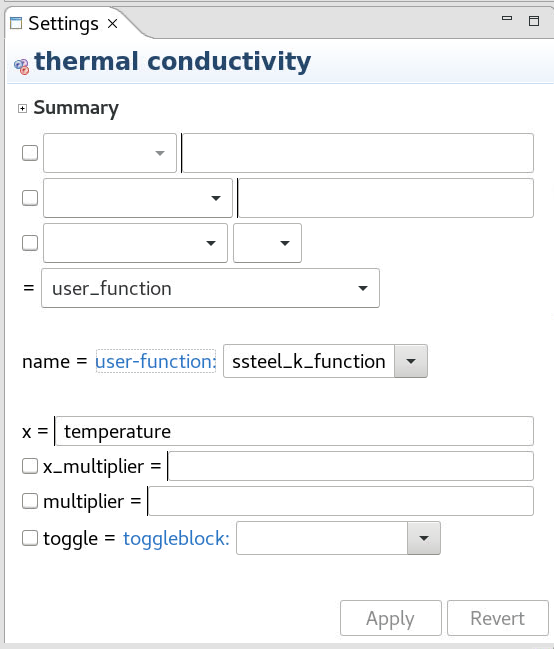 Settings
thermal conductivity
Summary
= user_function
name = user-function: ssteel_k_function
x = temperature
x_multiplier =
multiplier =
toggle = toggleblock:
Apply Revert